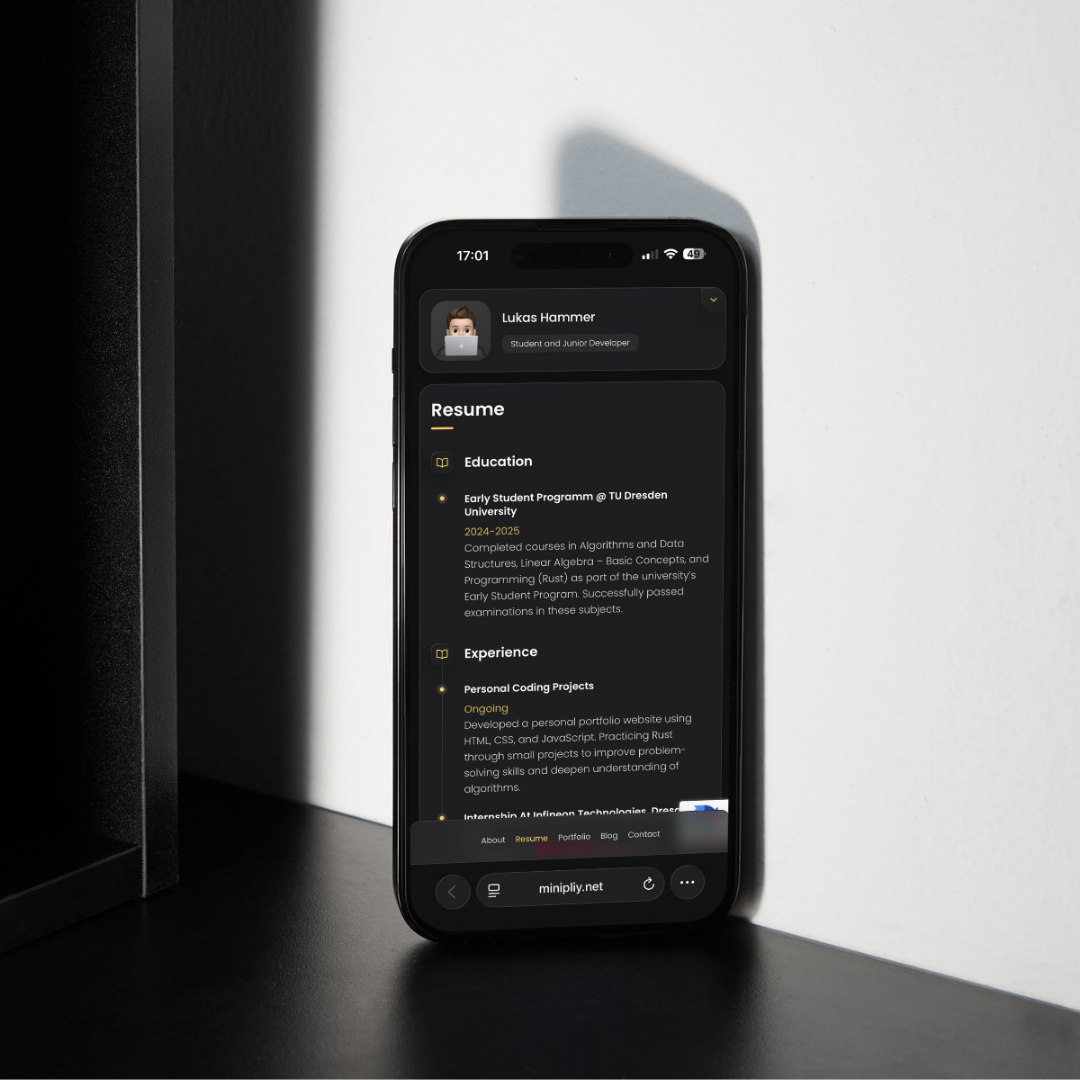 17:01
49
Lukas Hammer
Student and Junior Developer
Resume
Education
Early Student Programm @ TU Dresden
University
2024-2025
Completed courses in Algorithms and Data
Structures, Linear Algebra – Basic Concepts, and
Programming (Rust) as part of the university's
Early Student Program. Successfully passed
examinations in these subjects.
Experience
Personal Coding Projects
Ongoing
Developed a personal portfolio website using
HTML, CSS, and JavaScript. Practicing Rust
through small projects to improve problem-
solving skills and deepen understanding of
algorithms.
Internship At Infineon Technologies,
About Resume Portfolio Blog Contact
minipliy.net